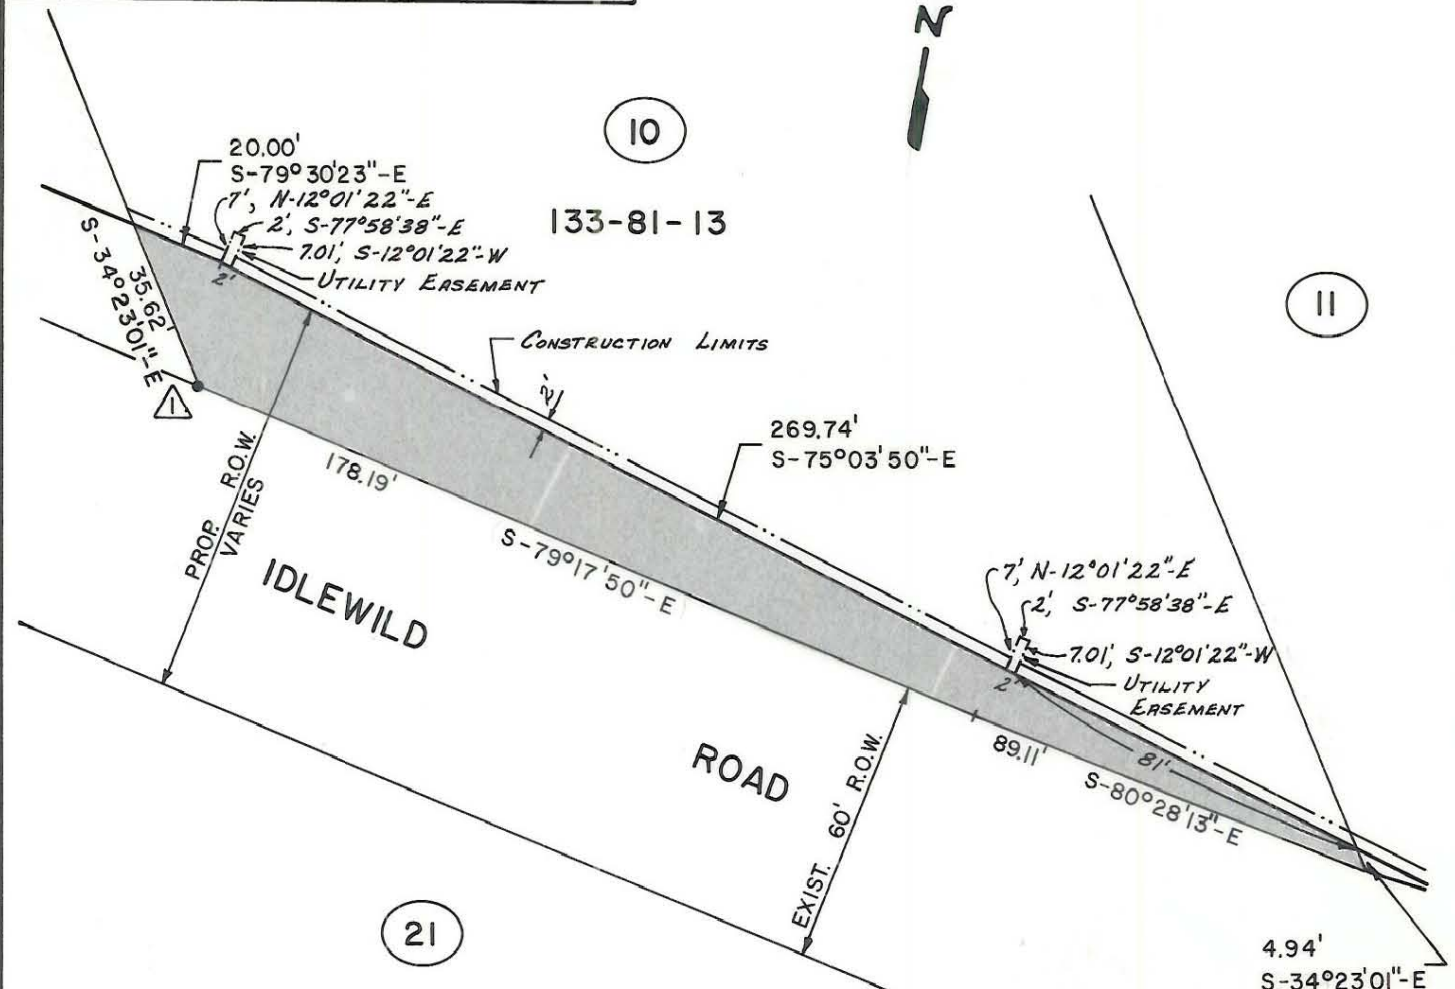 N
10
20.00'
S-79°30'23"-E
7', N-12°01'22"-E
2', S-77°58'38"-E
7.01', S-12°01'22"-W
UTILITY EASEMENT
2'
133-81-13
11
35.62'
S-34°23'01"-E
1
CONSTRUCTION LIMITS
2'
269.74'
S-75°03'50"-E
178.19'
S-79°17'50"-E
PROP. R.O.W.
VARIES
IDLEWILD
ROAD
7', N-12°01'22"-E
2', S-77°58'38"-E
7.01', S-12°01'22"-W
UTILITY
EASEMENT
2'
81'
89.11'
S-80°28'13"-E
EXIST. 60' R.O.W.
21
4.94'
S-34°23'01"-E